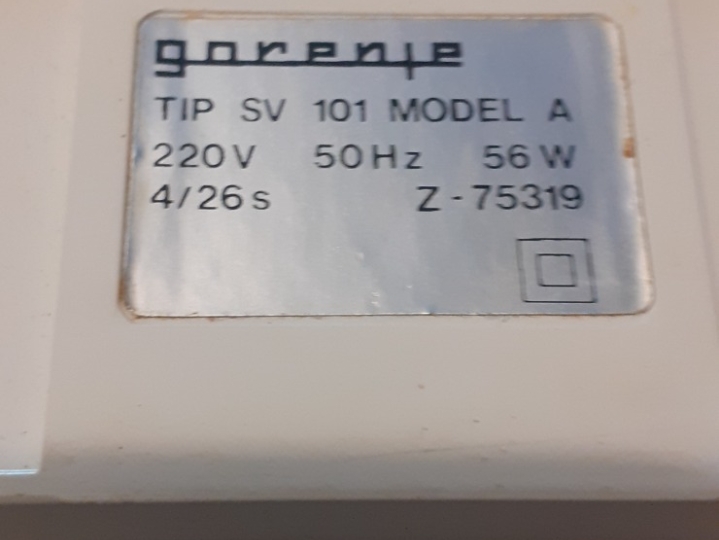 gorenje
TIP SV 101 MODEL A
220V 50Hz 56W
4/26s Z-75319